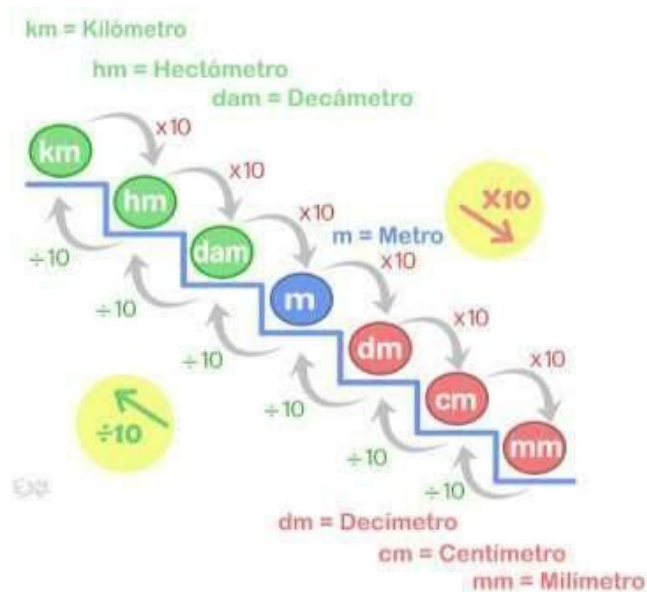 km = Kilómetro
hm = Hectómetro
dam = Decámetro
x10
km
x10
hm
x10
x10
m = Metro
÷10
dam
x10
÷10
m
x10
÷10
dm
x10
÷10
÷10
cm
÷10
mm
÷10
÷10
dm = Decímetro
cm = Centímetro
mm = Milímetro